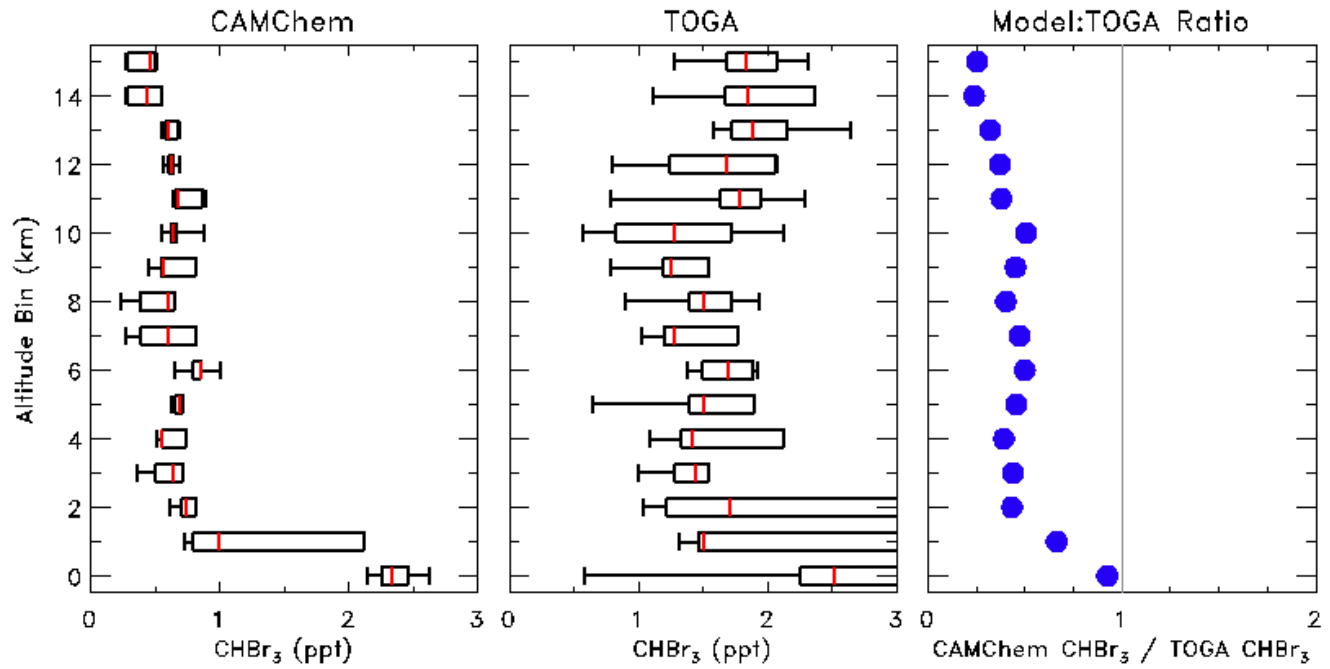 CAMChem
TOGA
Model:TOGA Ratio
Altitude Bin (km)
14
12
10
8
6
4
2
0
0 1 2 3
0 1 2 3
0 1 2
CHBr₃ (ppt)
CHBr₃ (ppt)
CAMChem CHBr₃ / TOGA CHBr₃